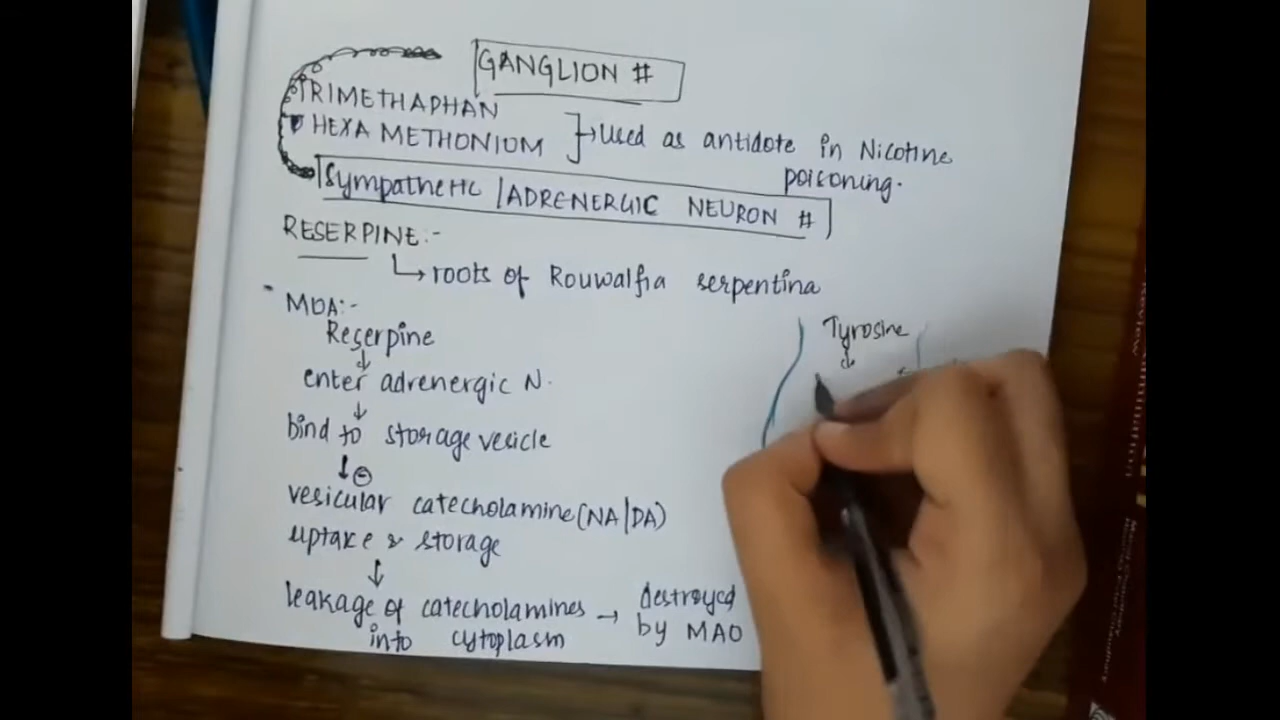 GANGLION #
TRIMETHAPHAN
HEXA METHONIUM
→ Used as antidote in Nicotine
poisoning.
Sympathetic / ADRENERGIC NEURON #
RESERPINE:-
↳ roots of Rouwalfia serpentina
MOA:-
Reserpine
↓
enter adrenergic N.
↓
bind to storage vesicle
↓ ⊖
vesicular catecholamine (NA/DA)
uptake & storage
↓
leakage of catecholamines → destroyed
into cytoplasm by MAO
Tyrosine
↓
Review